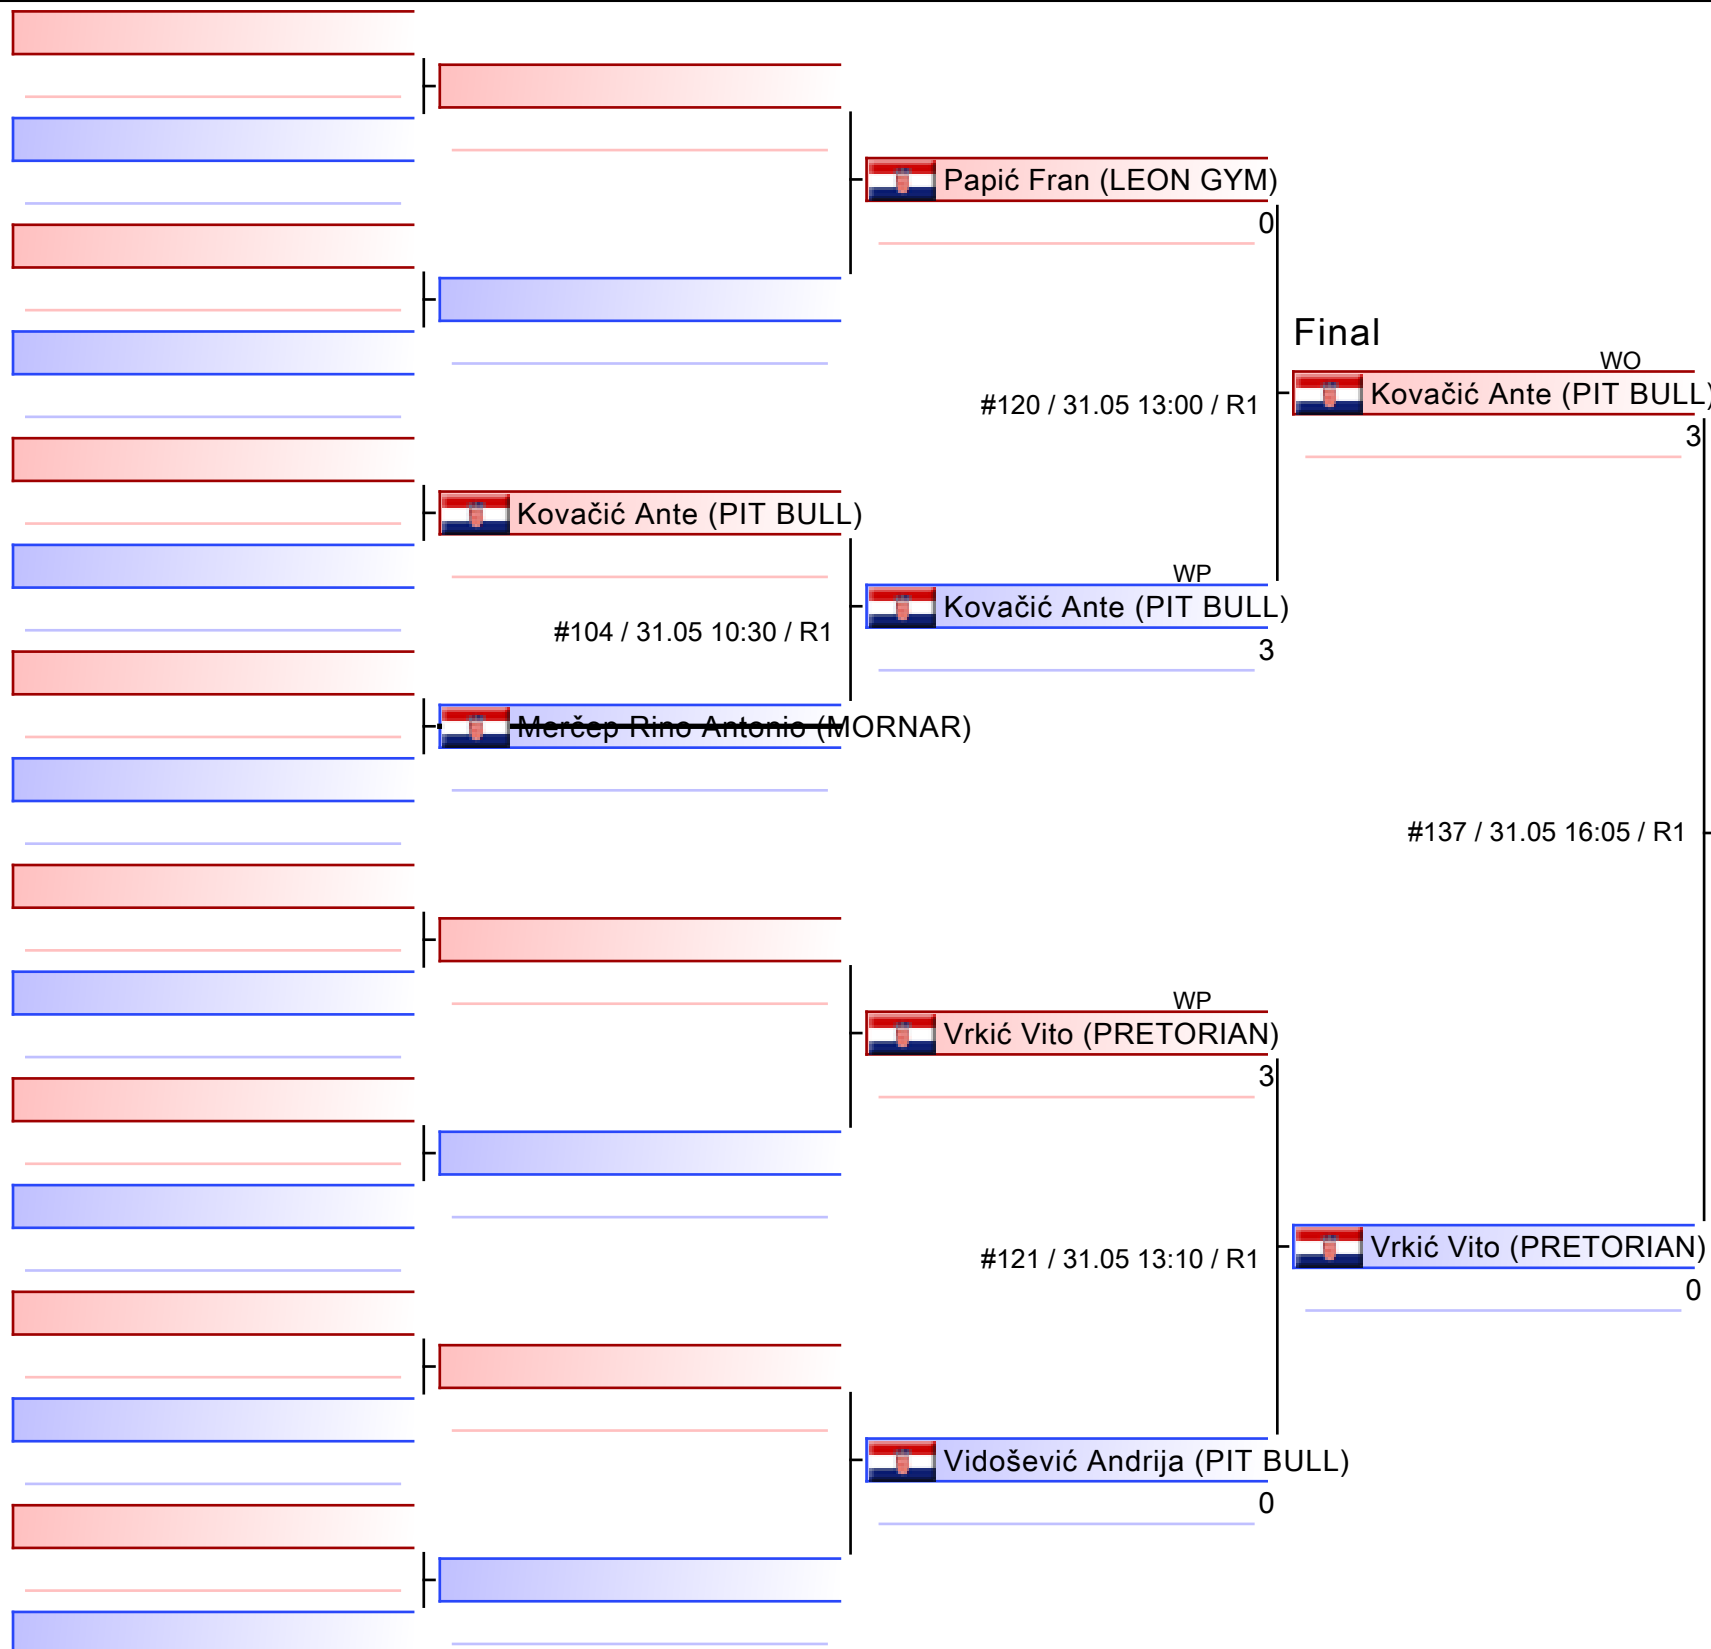 Papić Fran (LEON GYM)
0
Final
WO
#120 / 31.05 13:00 / R1
Kovačić Ante (PIT BULL)
3
Kovačić Ante (PIT BULL)
WP
Kovačić Ante (PIT BULL)
#104 / 31.05 10:30 / R1
3
Merčep Rino Antonio (MORNAR)
#137 / 31.05 16:05 / R1
WP
Vrkić Vito (PRETORIAN)
3
#121 / 31.05 13:10 / R1
Vrkić Vito (PRETORIAN)
0
Vidošević Andrija (PIT BULL)
0